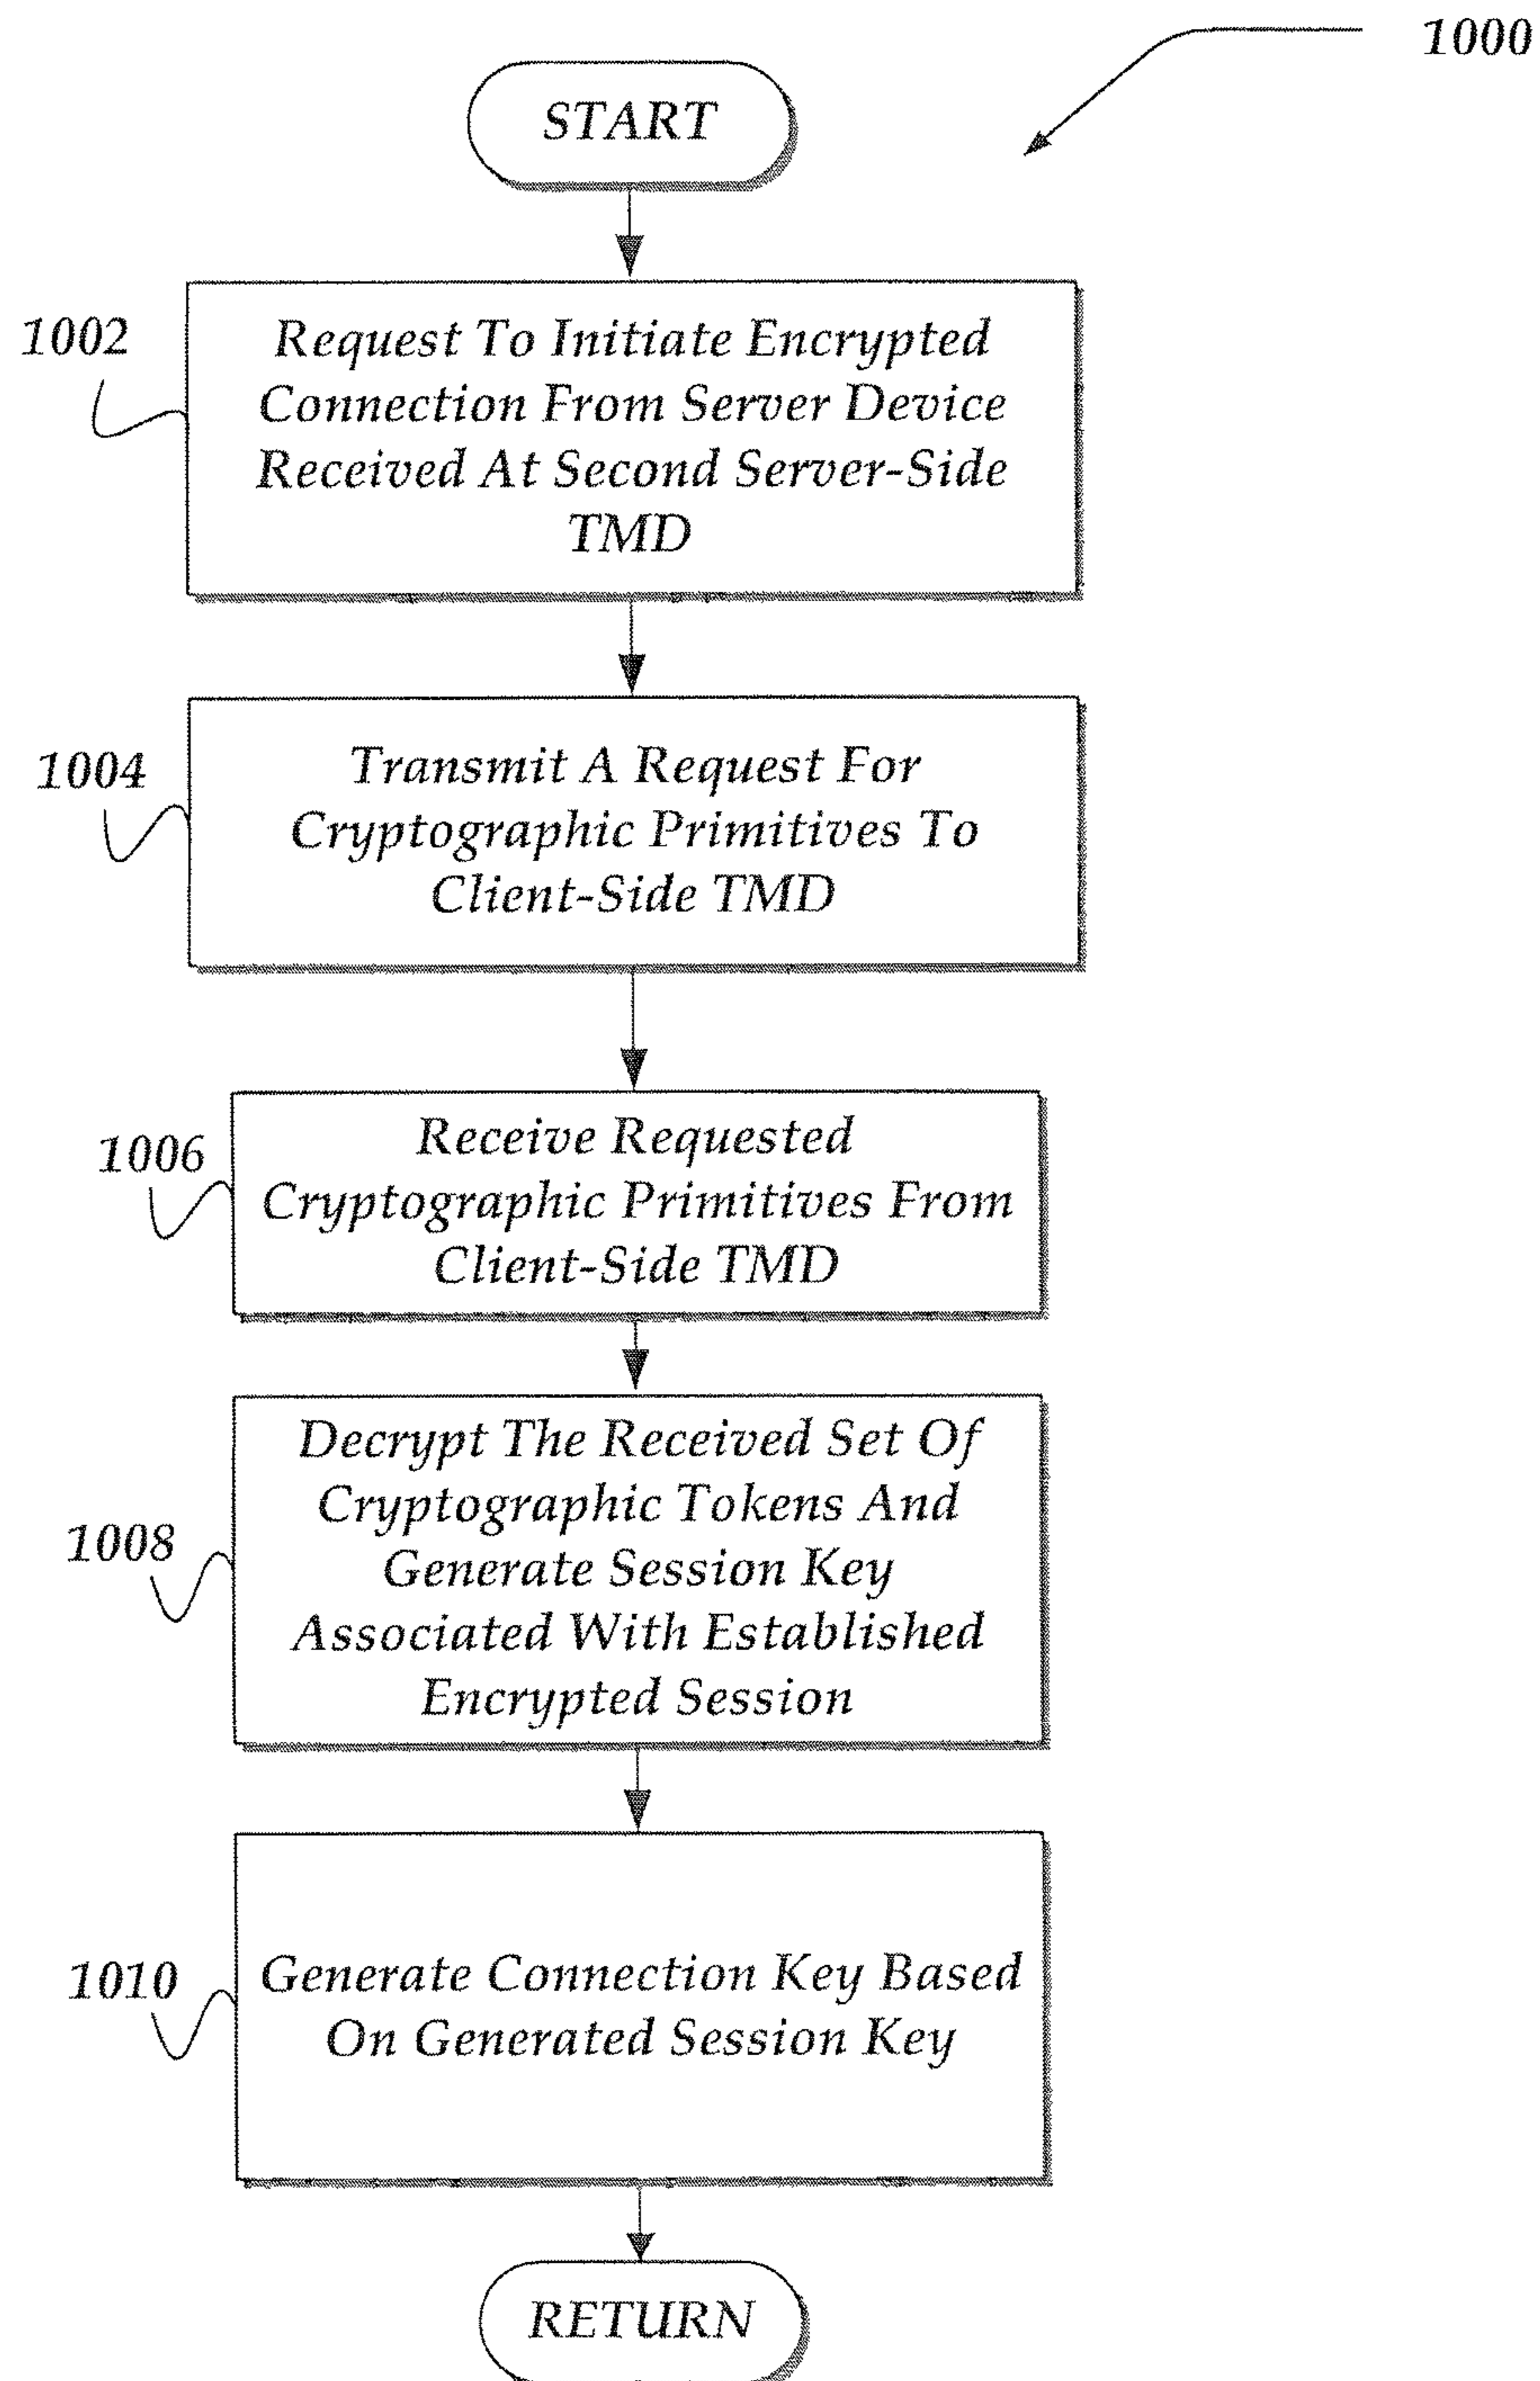 1000
START
1002
Request To Initiate Encrypted
Connection From Server Device
Received At Second Server-Side
TMD
1004
Transmit A Request For
Cryptographic Primitives To
Client-Side TMD
1006
Receive Requested
Cryptographic Primitives From
Client-Side TMD
1008
Decrypt The Received Set Of
Cryptographic Tokens And
Generate Session Key
Associated With Established
Encrypted Session
1010
Generate Connection Key Based
On Generated Session Key
RETURN